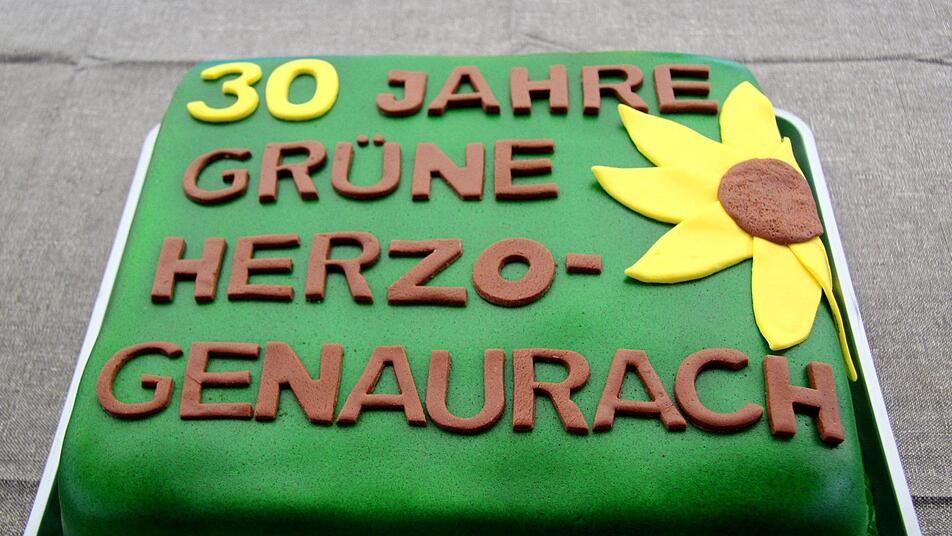 30 JAHRE
GRÜNE
HERZO-
GENAURACH